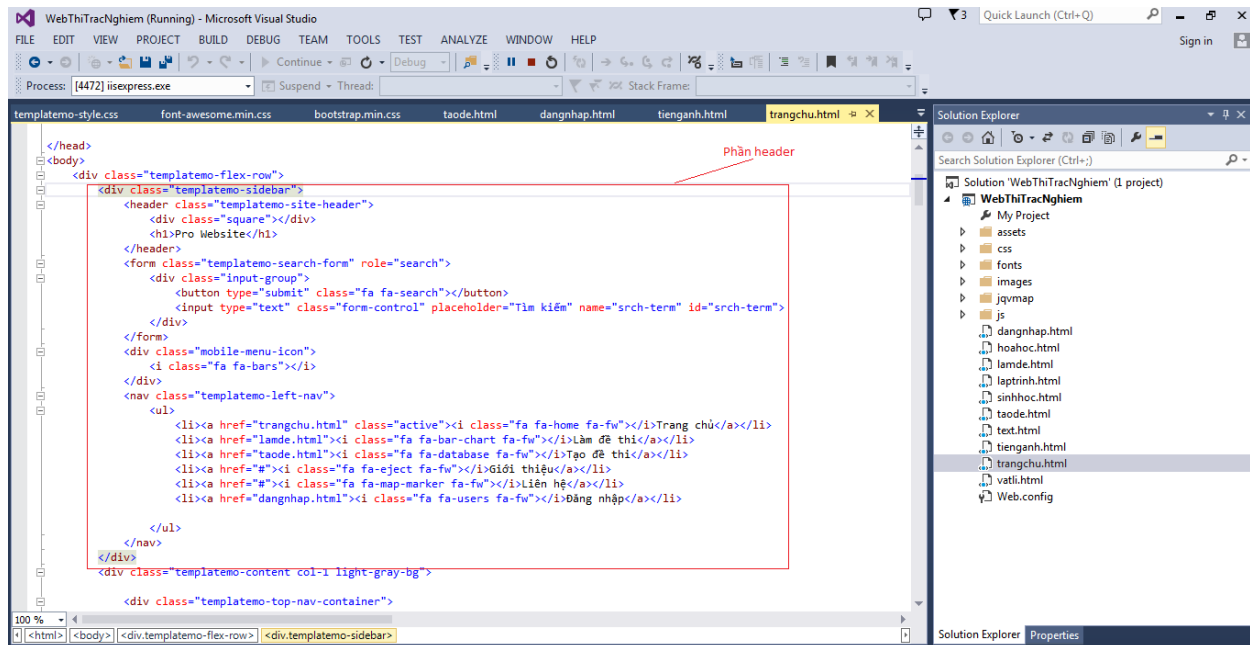 WebThiTracNghiem (Running) - Microsoft Visual Studio
3
Quick Launch (Ctrl+Q)
FILE EDIT VIEW PROJECT BUILD DEBUG TEAM TOOLS TEST ANALYZE WINDOW HELP
Sign in
Continue
Debug
Process: [4472] iisexpress.exe
Suspend
Thread:
Stack Frame:
templatemo-style.css font-awesome.min.css bootstrap.min.css taode.html dangnhap.html tienganh.html trangchu.html
Phần header
</head>
<body>
<div class="templatemo-flex-row">
<div class="templatemo-sidebar">
<header class="templatemo-site-header">
<div class="square"></div>
<h1>Pro Website</h1>
</header>
<form class="templatemo-search-form" role="search">
<div class="input-group">
<button type="submit" class="fa fa-search"></button>
<input type="text" class="form-control" placeholder="Tìm kiếm" name="srch-term" id="srch-term">
</div>
</form>
<div class="mobile-menu-icon">
<i class="fa fa-bars"></i>
</div>
<nav class="templatemo-left-nav">
<ul>
<li><a href="trangchu.html" class="active"><i class="fa fa-home fa-fw"></i>Trang chủ</a></li>
<li><a href="lamde.html"><i class="fa fa-bar-chart fa-fw"></i>Làm đề thi</a></li>
<li><a href="taode.html"><i class="fa fa-database fa-fw"></i>Tạo đề thi</a></li>
<li><a href="#"><i class="fa fa-eject fa-fw"></i>Giới thiệu</a></li>
<li><a href="#"><i class="fa fa-map-marker fa-fw"></i>Liên hệ</a></li>
<li><a href="dangnhap.html"><i class="fa fa-users fa-fw"></i>Đăng nhập</a></li>
</ul>
</nav>
</div>
<div class="templatemo-content col-1 light-gray-bg">
<div class="templatemo-top-nav-container">
100 %
<html> <body> <div.templatemo-flex-row> <div.templatemo-sidebar>
Solution Explorer
Search Solution Explorer (Ctrl+;)
Solution 'WebThiTracNghiem' (1 project)
WebThiTracNghiem
My Project
assets
css
fonts
images
jqvmap
js
dangnhap.html
hoahoc.html
lamde.html
laptrinh.html
sinhhoc.html
taode.html
text.html
tienganh.html
trangchu.html
vatli.html
Web.config
Solution Explorer Properties